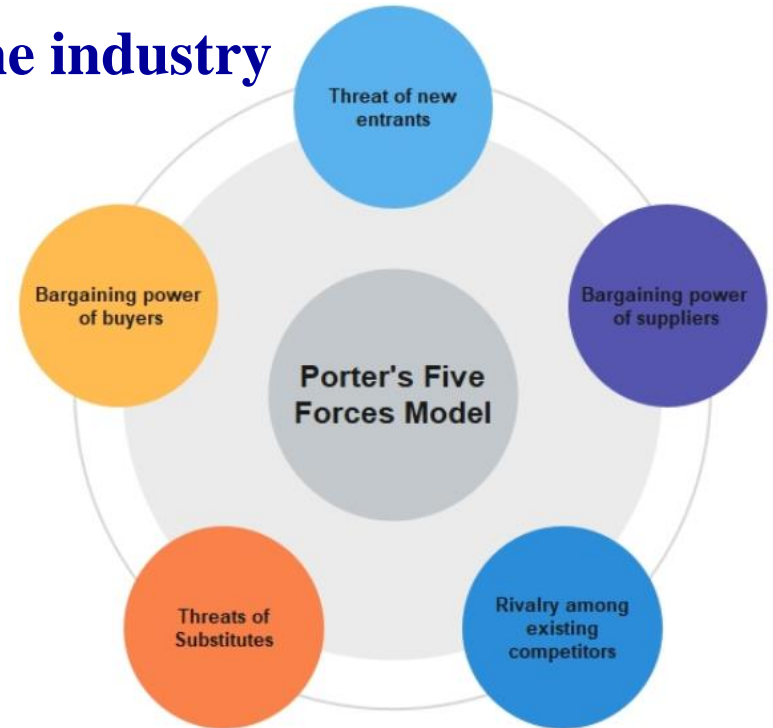 industry
Threat of new
entrants
Bargaining power
of buyers
Bargaining power
of suppliers
Porter's Five
Forces Model
Threats of
Substitutes
Rivalry among
existing
competitors